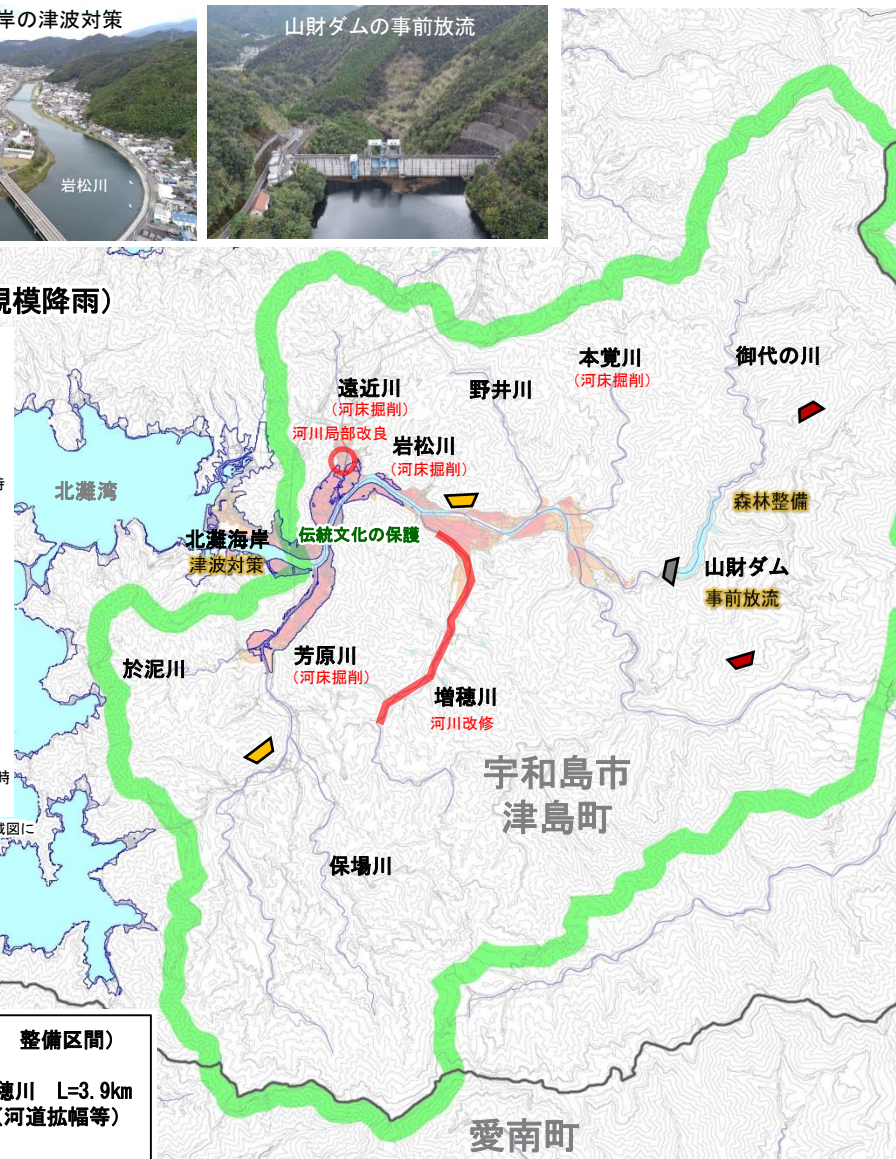 岸の津波対策
山財ダムの事前放流
岩松川
規模降雨）
本覚川
（河床掘削）
御代の川
遠近川
（河床掘削）
野井川
河川局部改良
岩松川
（河床掘削）
時
北灘湾
森林整備
北灘海岸
津波対策
伝統文化の保護
山財ダム
事前放流
於泥川
芳原川
（河床掘削）
増穂川
河川改修
宇和島市
津島町
時
域図に
保場川
整備区間）
穂川　L=3.9km
（河道拡幅等）
愛南町